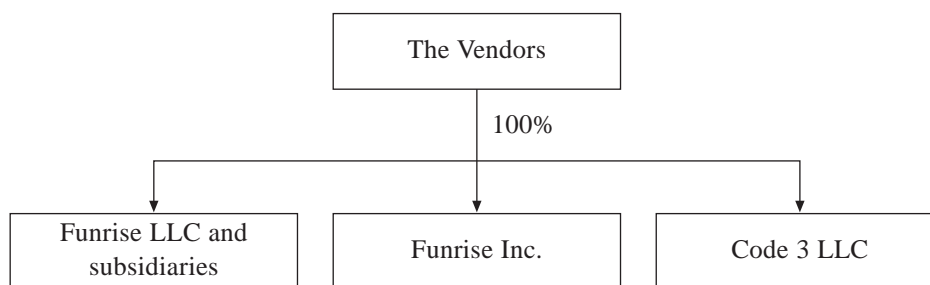 The Vendors
100%
Funrise LLC and
subsidiaries
Funrise Inc.
Code 3 LLC